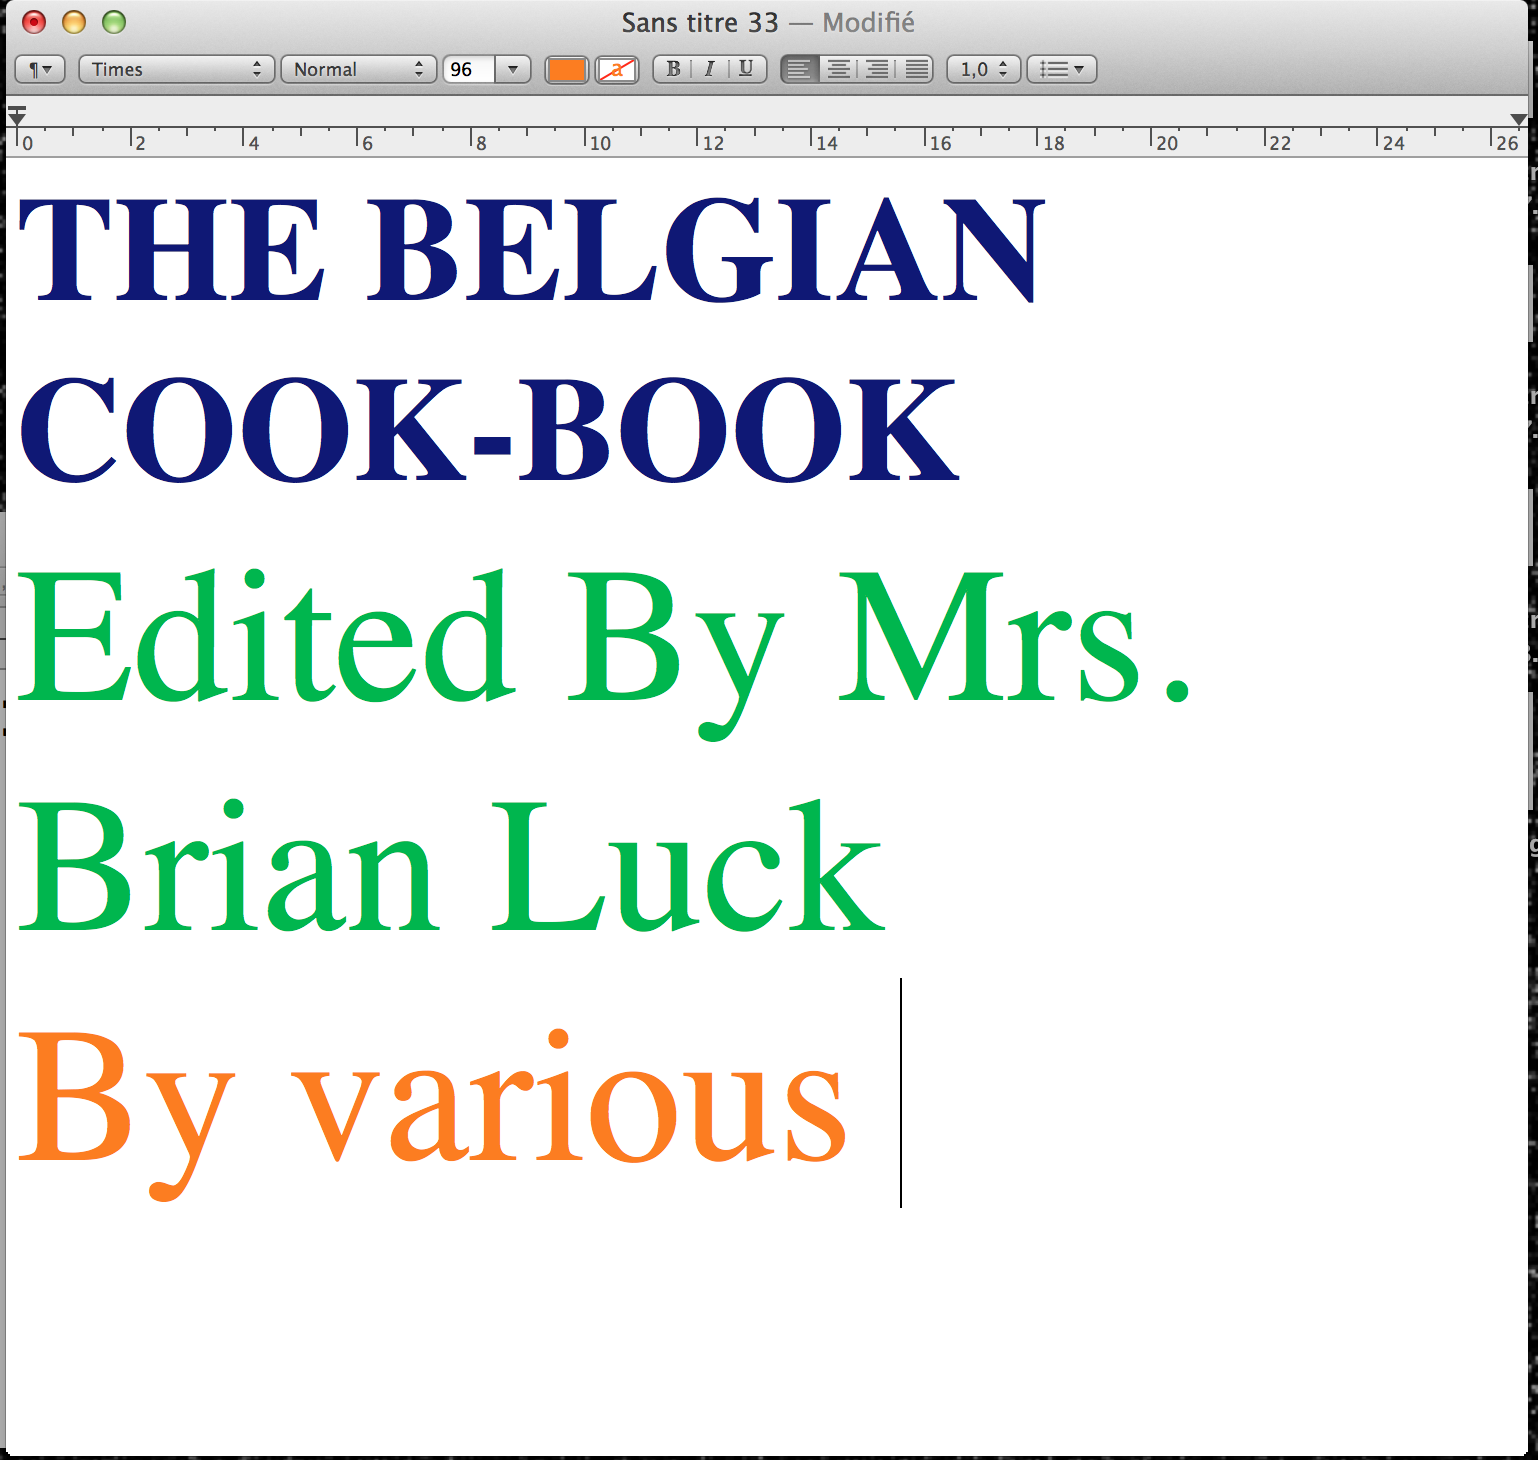 Sans titre 33 — Modifié
¶ Times Normal 96 a B I U 1,0
0 2 4 6 8 10 12 14 16 18 20 22 24 26
THE BELGIAN
COOK-BOOK
Edited By Mrs.
Brian Luck
By various